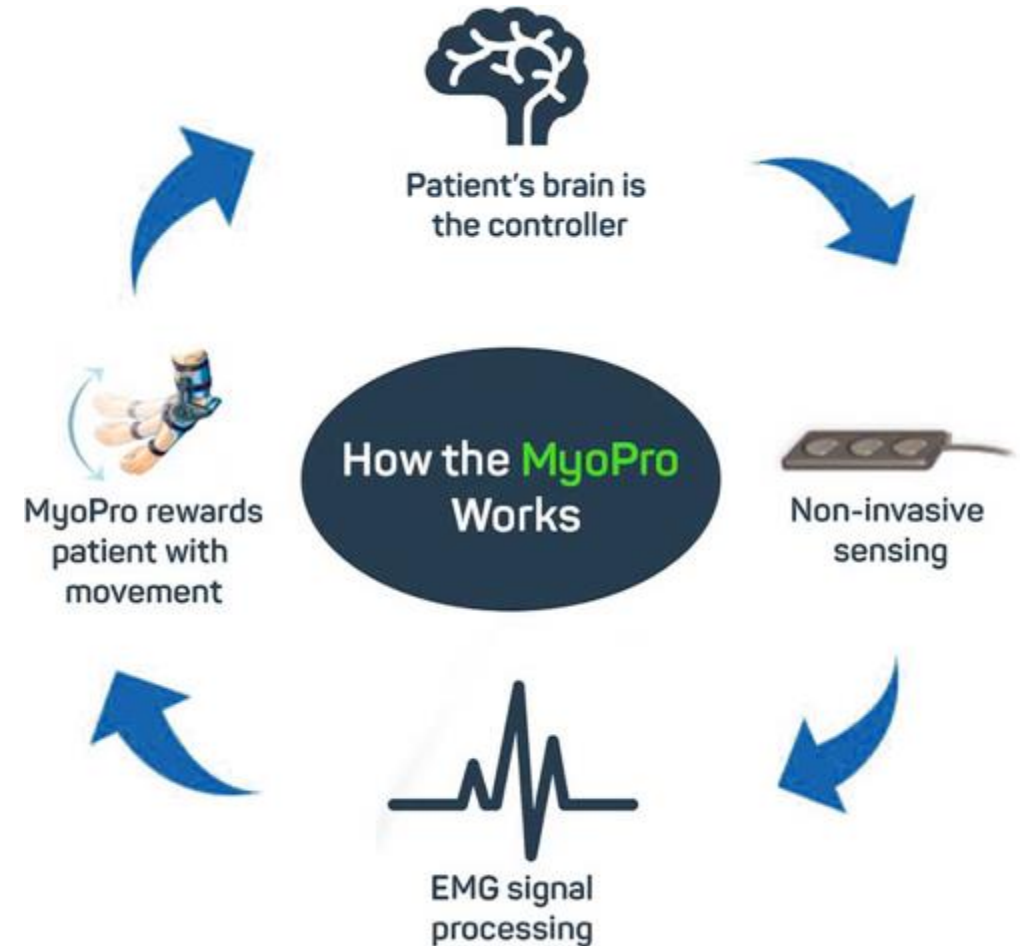 Patient's brain is
the controller
Non-invasive
sensing
EMG signal
processing
MyoPro rewards
patient with
movement
How the MyoPro
Works